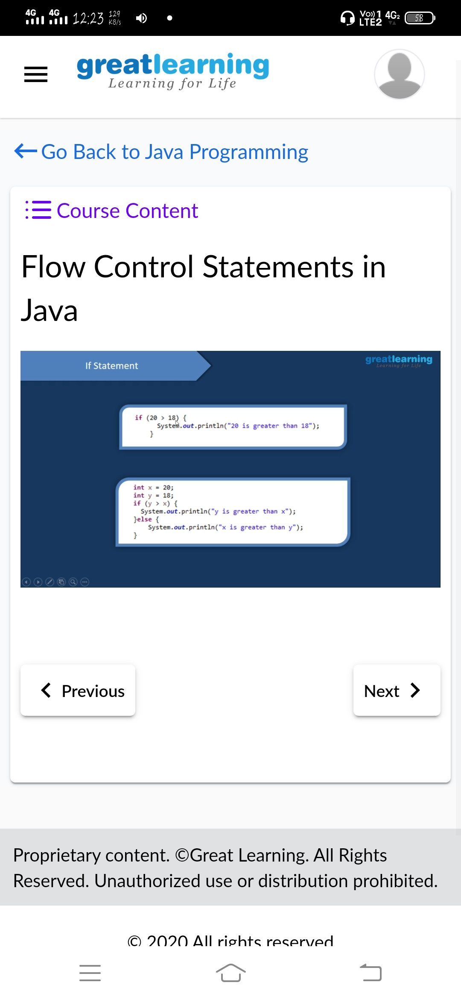 4G 4G 12:23 129 KB/s Vo) 1 LTE2 4G2 58
greatlearning
Learning for Life
Go Back to Java Programming
Course Content
Flow Control Statements in
Java
If Statement
greatlearning
Learning for Life
if (20 > 18) {
System.out.println("20 is greater than 18");
}
int x = 20;
int y = 18;
if (y > x) {
System.out.println("y is greater than x");
}else {
System.out.println("x is greater than y");
}
Previous
Next
Proprietary content. ©Great Learning. All Rights
Reserved. Unauthorized use or distribution prohibited.
© 2020 All rights reserved